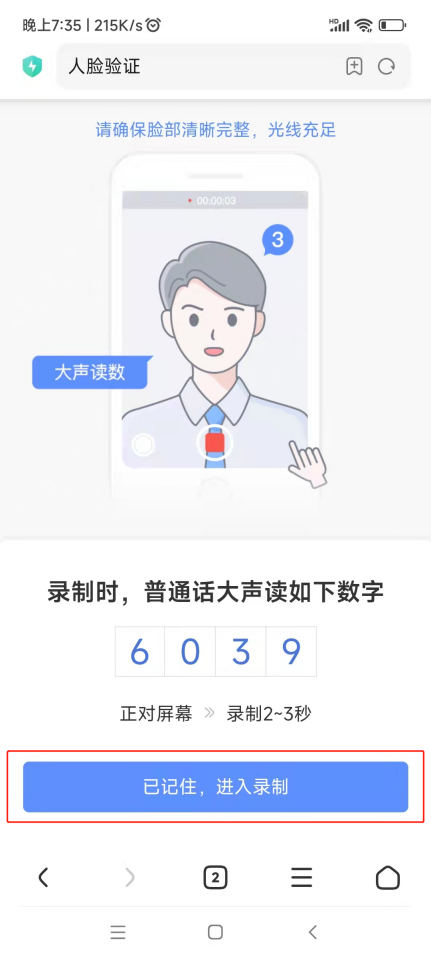 晚上7:35 | 215K/s
HD
人脸验证
请确保脸部清晰完整，光线充足
00:00:03
3
大声读数
录制时，普通话大声读如下数字
6 0 3 9
正对屏幕 » 录制2~3秒
已记住，进入录制
2